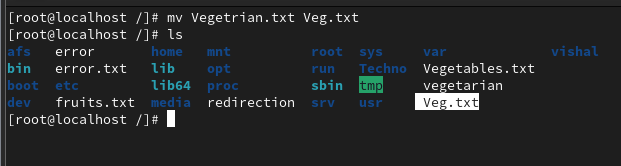 [root@localhost /]# mv Vegetrian.txt Veg.txt
[root@localhost /]# ls
afs error home mnt root sys var vishal
bin error.txt lib opt run Techno Vegetables.txt
boot etc lib64 proc sbin tmp vegetarian
dev fruits.txt media redirection srv usr Veg.txt
[root@localhost /]#